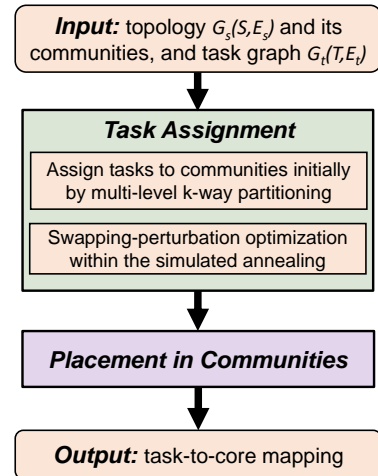 Input: topology Gs(S,Es) and its
communities, and task graph Gt(T,Et)
Task Assignment
Assign tasks to communities initially
by multi-level k-way partitioning
Swapping-perturbation optimization
within the simulated annealing
Placement in Communities
Output: task-to-core mapping